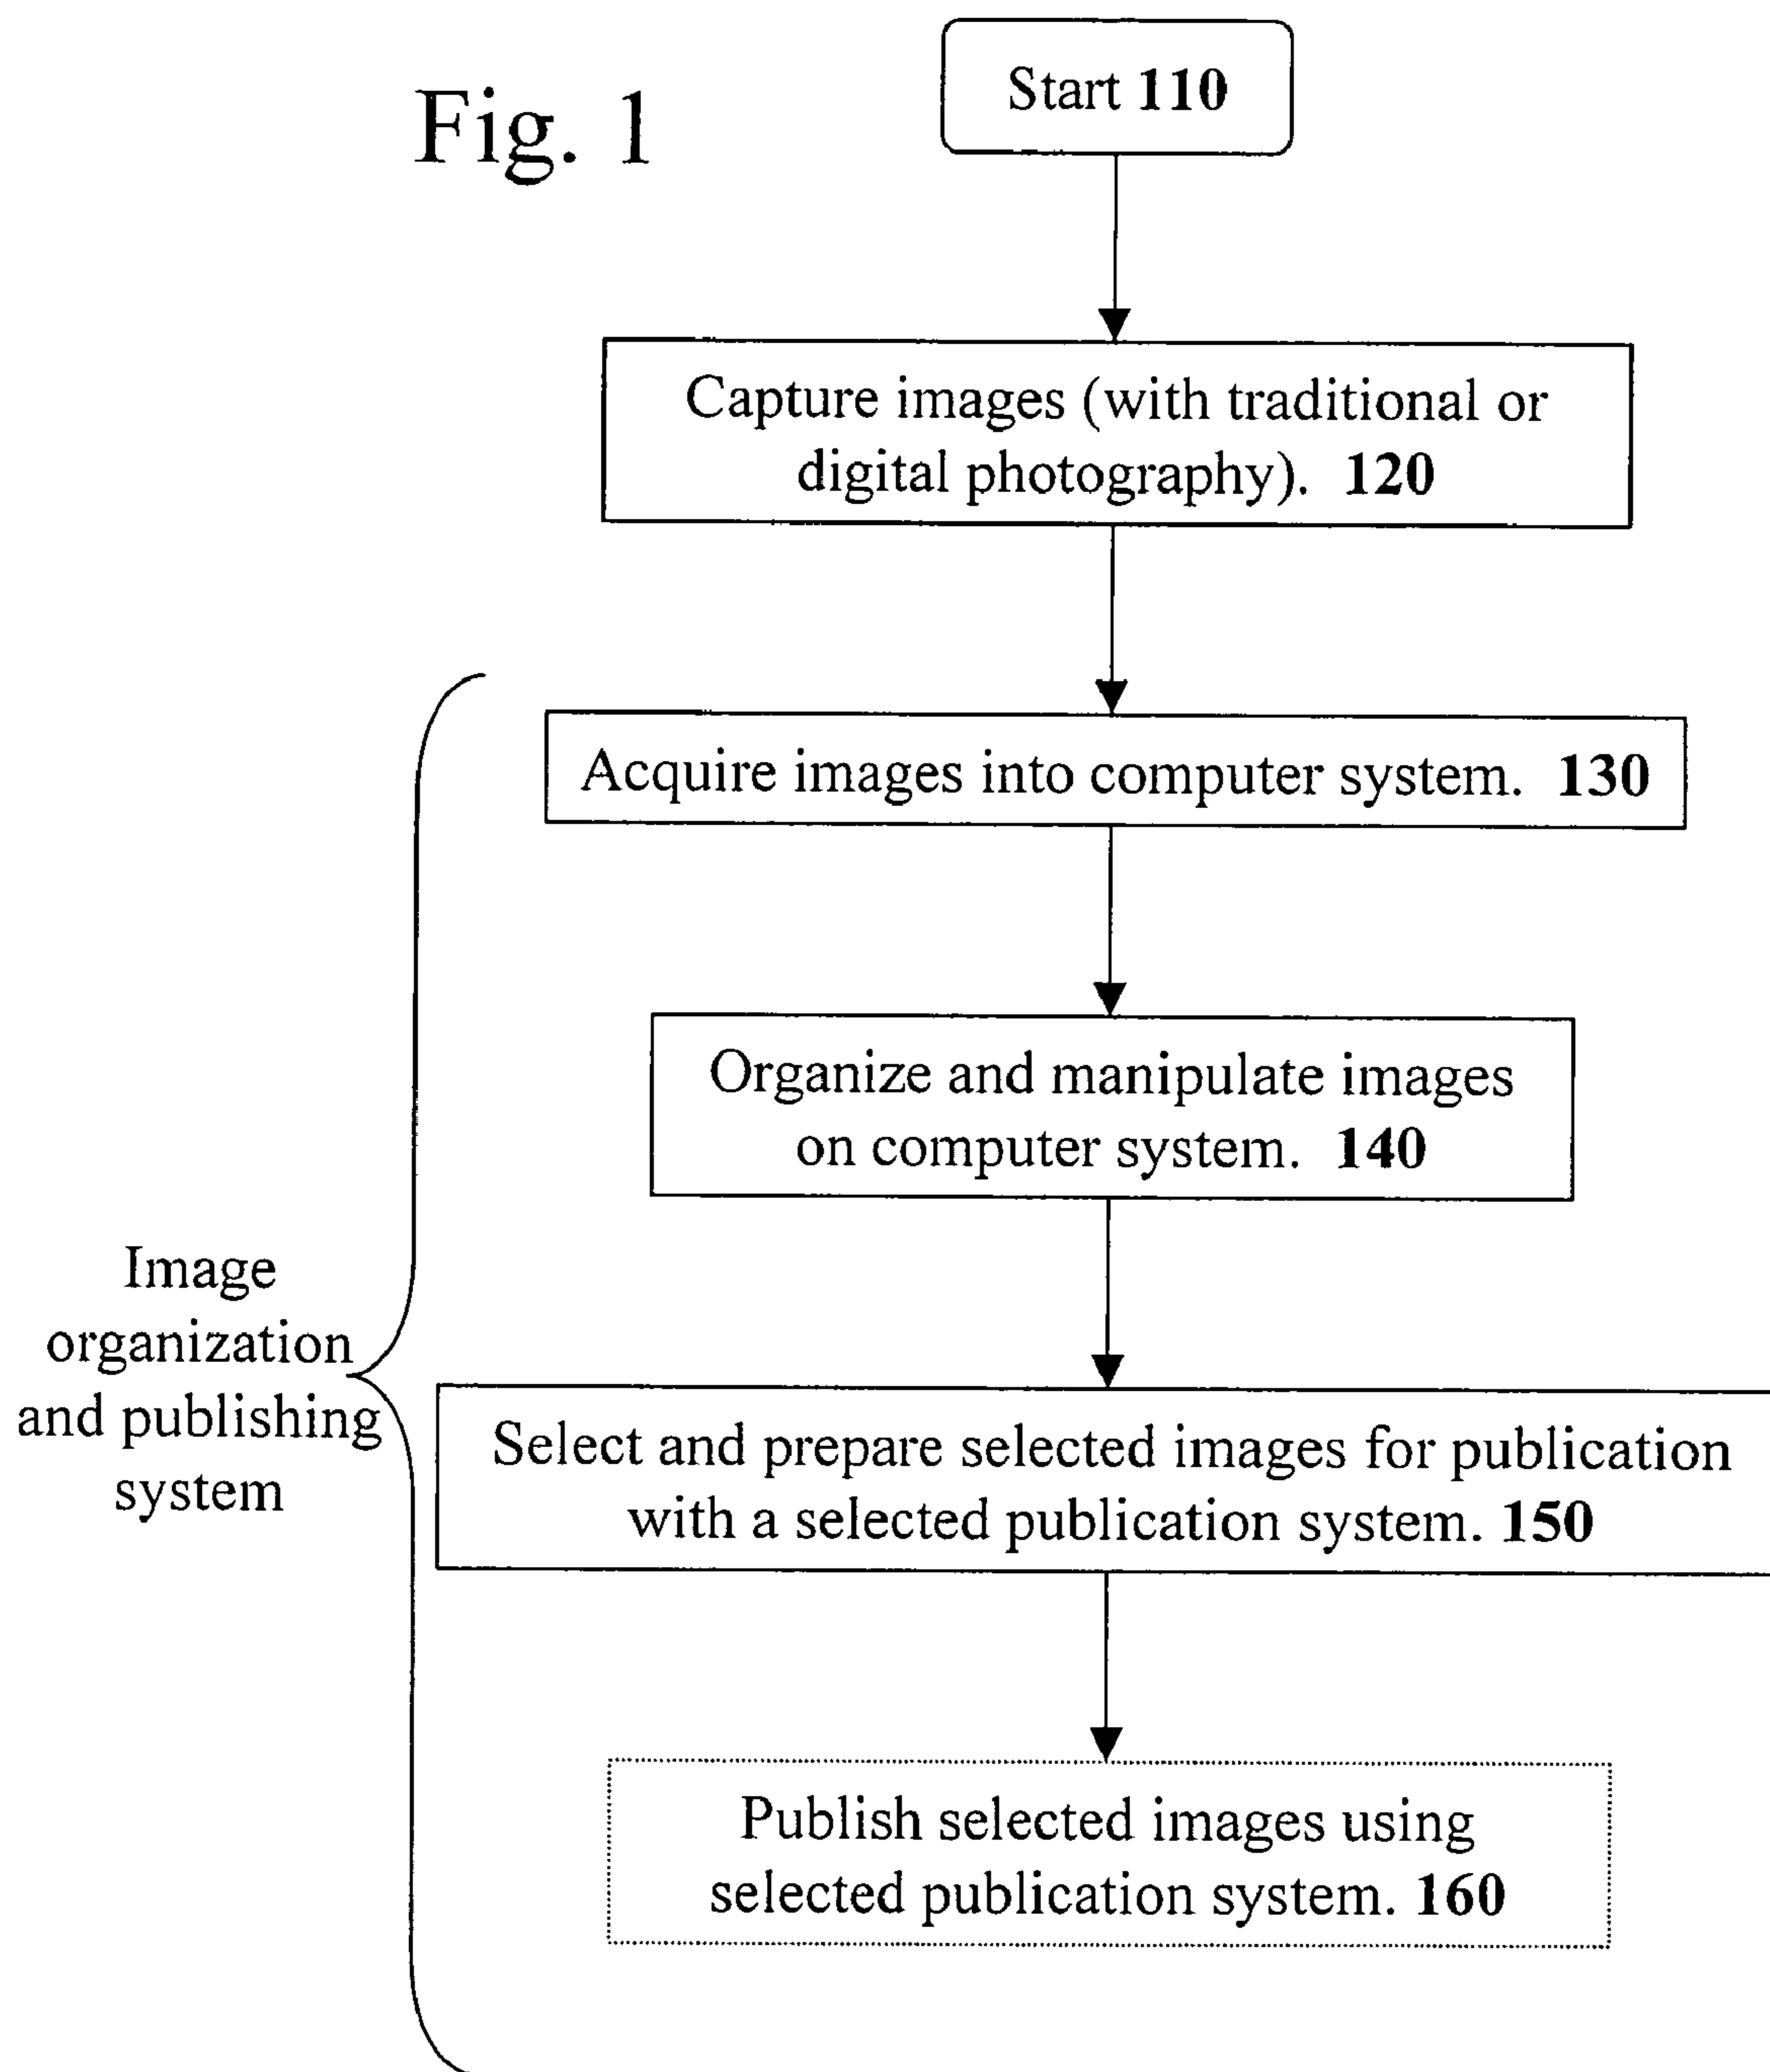 Fig. 1
Start 110
Capture images (with traditional or
digital photography). 120
Acquire images into computer system. 130
Organize and manipulate images
on computer system. 140
Image
organization
and publishing
system
Select and prepare selected images for publication
with a selected publication system. 150
Publish selected images using
selected publication system. 160